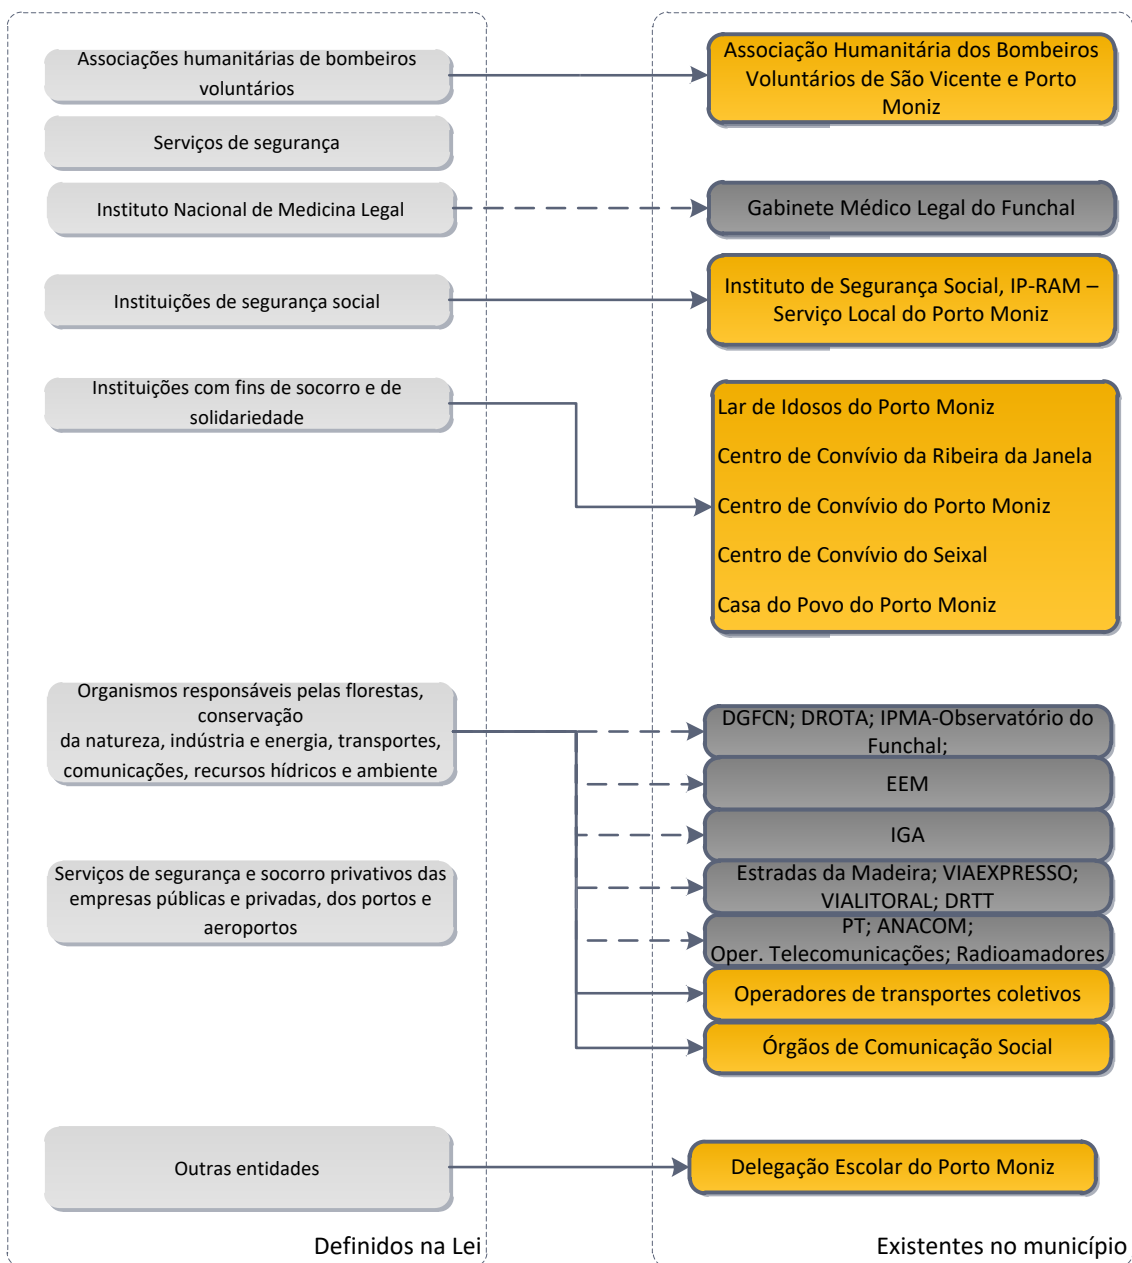 Associações humanitárias de bombeiros
voluntários
Associação Humanitária dos Bombeiros
Voluntários de São Vicente e Porto
Moniz
Serviços de segurança
Instituto Nacional de Medicina Legal
Gabinete Médico Legal do Funchal
Instituições de segurança social
Instituto de Segurança Social, IP-RAM –
Serviço Local do Porto Moniz
Instituições com fins de socorro e de
solidariedade
Lar de Idosos do Porto Moniz
Centro de Convívio da Ribeira da Janela
Centro de Convívio do Porto Moniz
Centro de Convívio do Seixal
Casa do Povo do Porto Moniz
Organismos responsáveis pelas florestas,
conservação
da natureza, indústria e energia, transportes,
comunicações, recursos hídricos e ambiente
DGFCN; DROTA; IPMA-Observatório do
Funchal;
EEM
IGA
Estradas da Madeira; VIAEXPRESSO;
VIALITORAL; DRTT
PT; ANACOM;
Oper. Telecomunicações; Radioamadores
Operadores de transportes coletivos
Órgãos de Comunicação Social
Serviços de segurança e socorro privativos das
empresas públicas e privadas, dos portos e
aeroportos
Outras entidades
Delegação Escolar do Porto Moniz
Definidos na Lei
Existentes no município